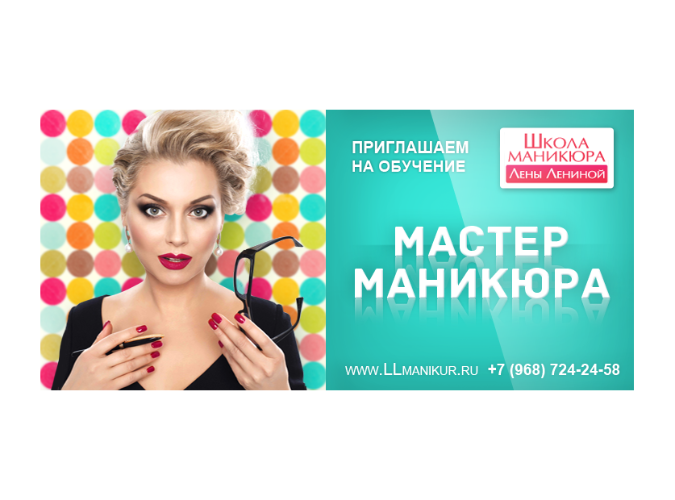 ПРИГЛАШАЕМ
НА ОБУЧЕНИЕ
Школа
маникюра
Лены Лениной
МАСТЕР
МАНИКЮРА
www.LLmanikur.ru +7 (968) 724-24-58